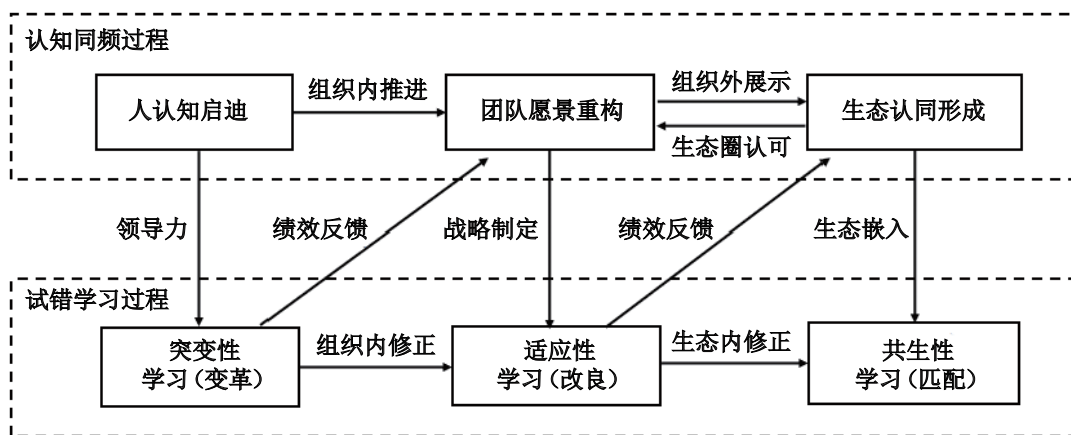 认知同频过程
人认知启迪
组织内推进
团队愿景重构
组织外展示
生态圈认可
生态认同形成
领导力
绩效反馈
战略制定
绩效反馈
生态嵌入
试错学习过程
突变性
学习（变革）
组织内修正
适应性
学习（改良）
生态内修正
共生性
学习（匹配）